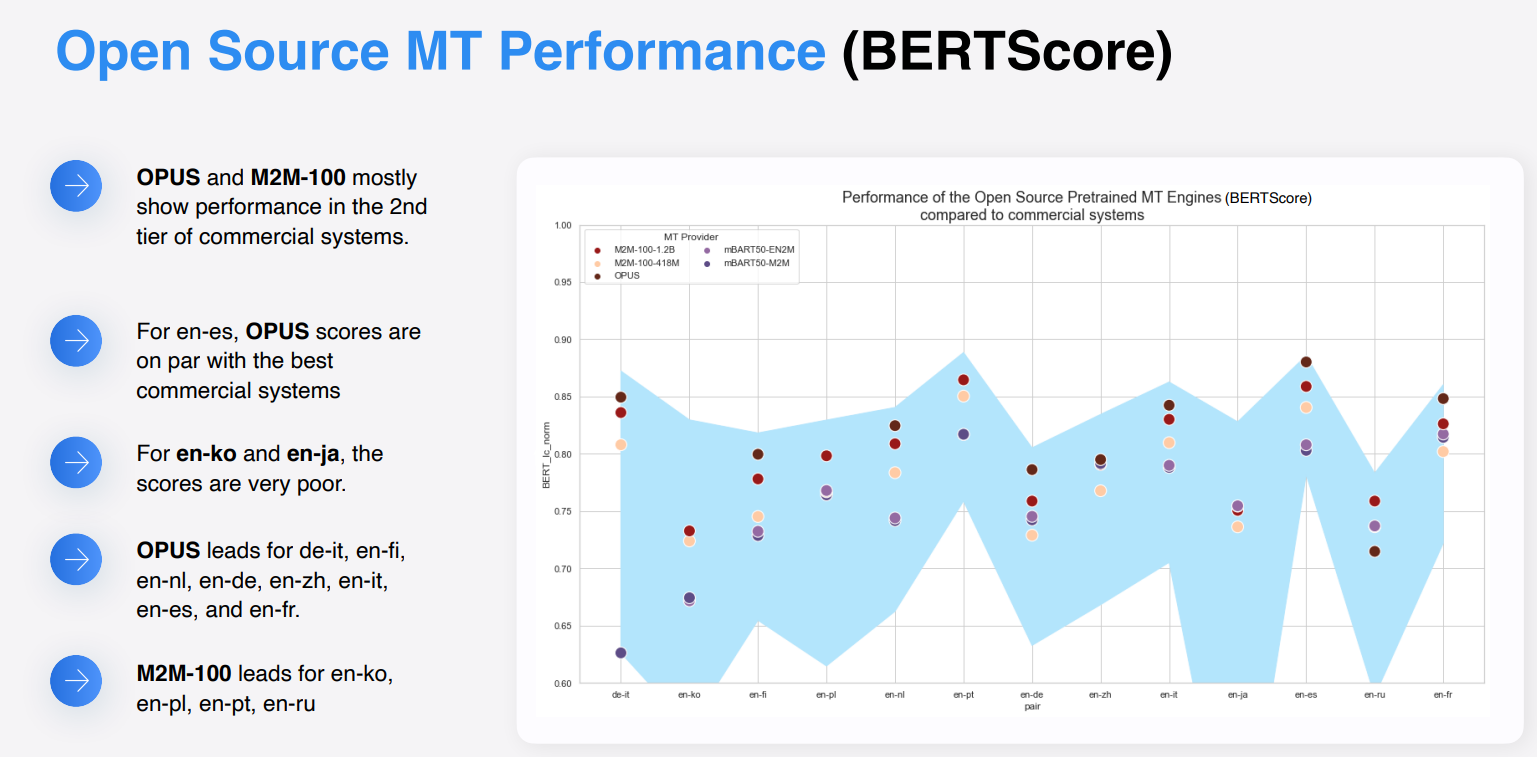 Open Source MT Performance (BERTScore)
OPUS and M2M-100 mostly
show performance in the 2nd
tier of commercial systems.
For en-es, OPUS scores are
on par with the best
commercial systems
For en-ko and en-ja, the
scores are very poor.
OPUS leads for de-it, en-fi,
en-nl, en-de, en-zh, en-it,
en-es, and en-fr.
M2M-100 leads for en-ko,
en-pl, en-pt, en-ru
Performance of the Open Source Pretrained MT Engines (BERTScore)
compared to commercial systems
MT Provider
M2M-100-1.2B
M2M-100-418M
OPUS
mBART50-EN2M
mBART50-M2M
1.00
0.95
0.90
0.85
0.80
0.75
0.70
0.65
0.60
BERT_lc_norm
de-it en-ko en-fi en-pl en-nl en-pt en-de en-zh en-it en-ja en-es en-ru en-fr
pair